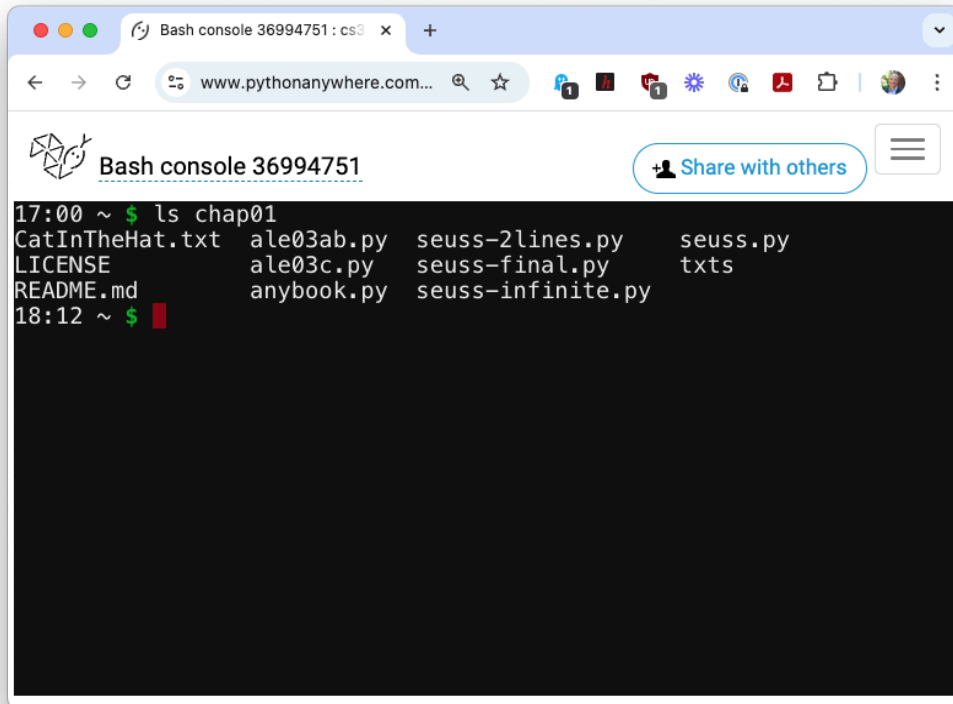 Bash console 36994751 : cs3
www.pythonanywhere.com...
1
h
1
Bash console 36994751
Share with others
17:00 ~ $ ls chap01
CatInTheHat.txt  ale03ab.py  seuss-2lines.py    seuss.py
LICENSE          ale03c.py   seuss-final.py     txts
README.md        anybook.py  seuss-infinite.py
18:12 ~ $